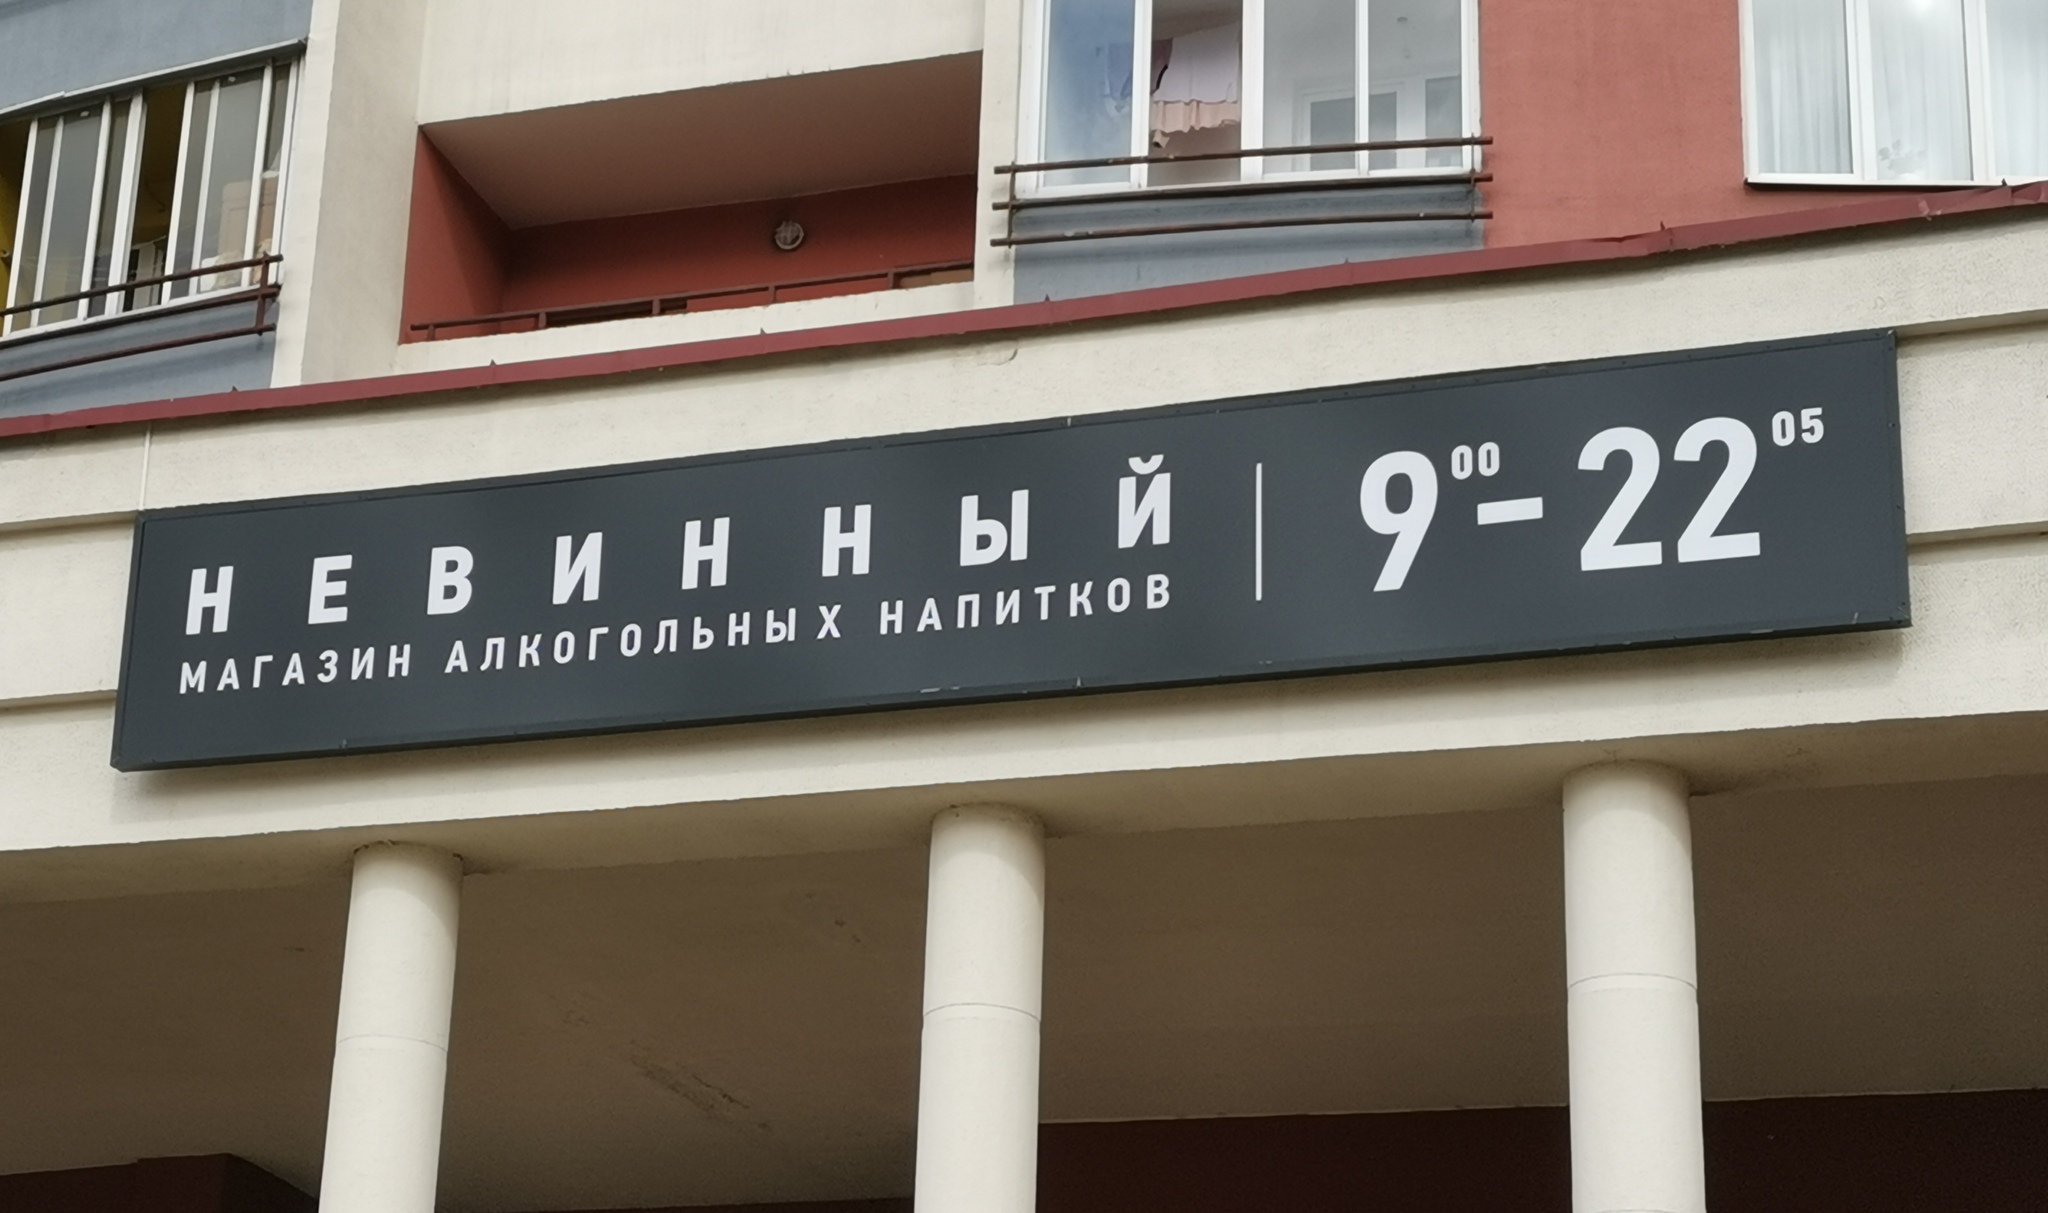 НЕВИННЫЙ
МАГАЗИН АЛКОГОЛЬНЫХ НАПИТКОВ
9⁰⁰-22⁰⁵